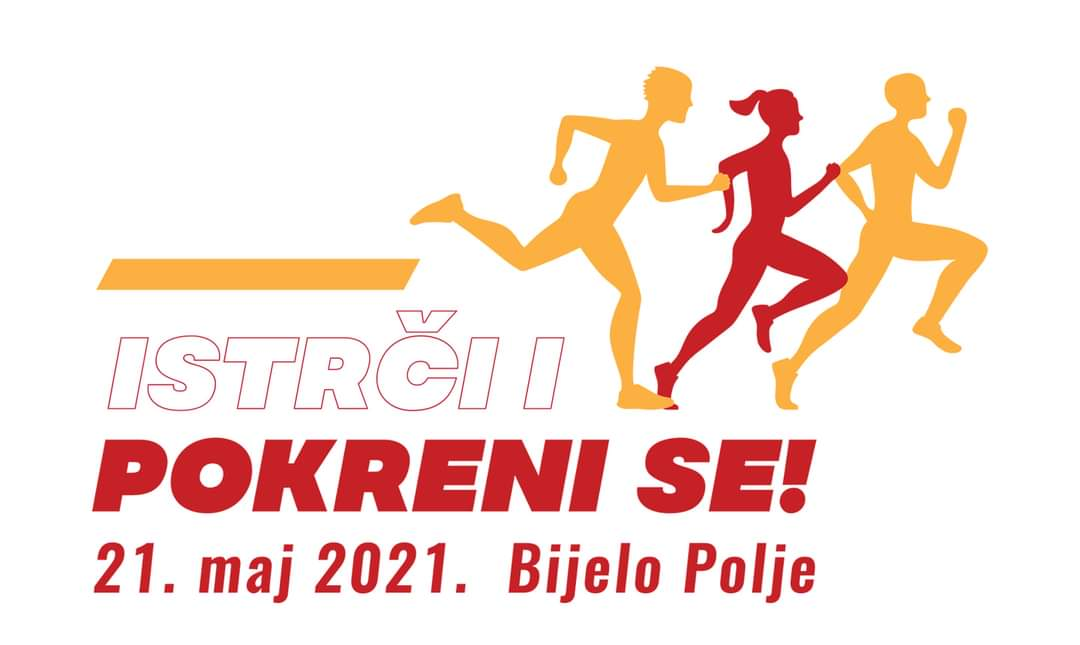 ISTRČI I
POKRENI SE!
21. maj 2021. Bijelo Polje